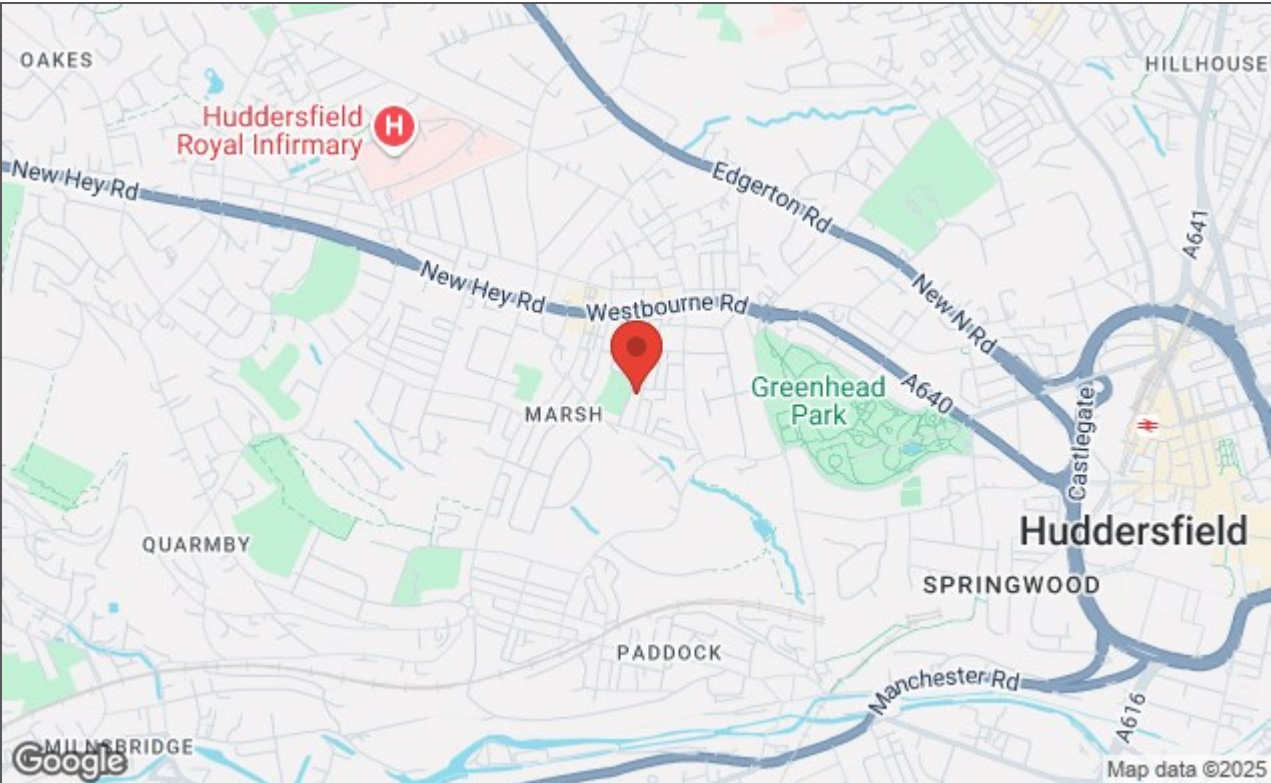 OAKES
HILLHOUSE
Huddersfield
Royal Infirmary
H
New Hey Rd
Edgerton Rd
A641
New Hey Rd
Westbourne Rd
New N Rd
Greenhead
Park
A640
MARSH
Castlegate
Huddersfield
QUARMBY
SPRINGWOOD
PADDOCK
Manchester Rd
A616
MILNSBRIDGE
Google
Map data ©2025